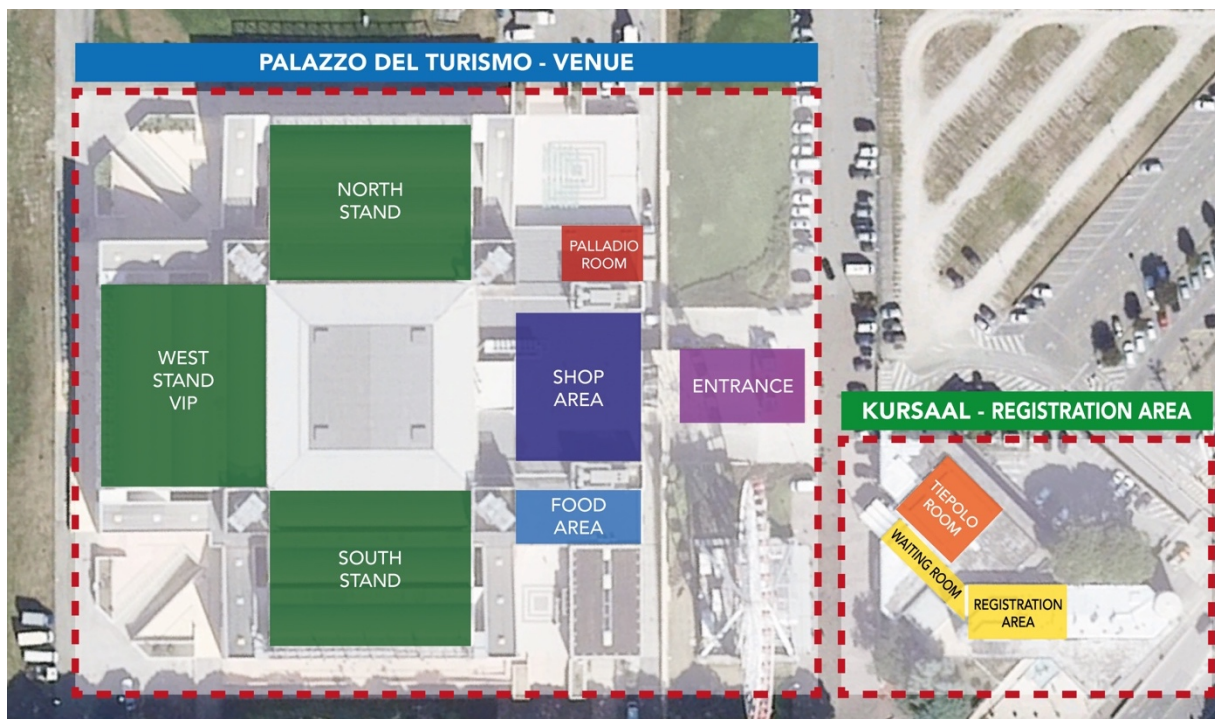 PALAZZO DEL TURISMO - VENUE
NORTH
STAND
PALLADIO
ROOM
WEST
STAND
VIP
SHOP
AREA
ENTRANCE
KURSAAL - REGISTRATION AREA
FOOD
AREA
SOUTH
STAND
TIEPOLO
ROOM
WAITING ROOM
REGISTRATION
AREA